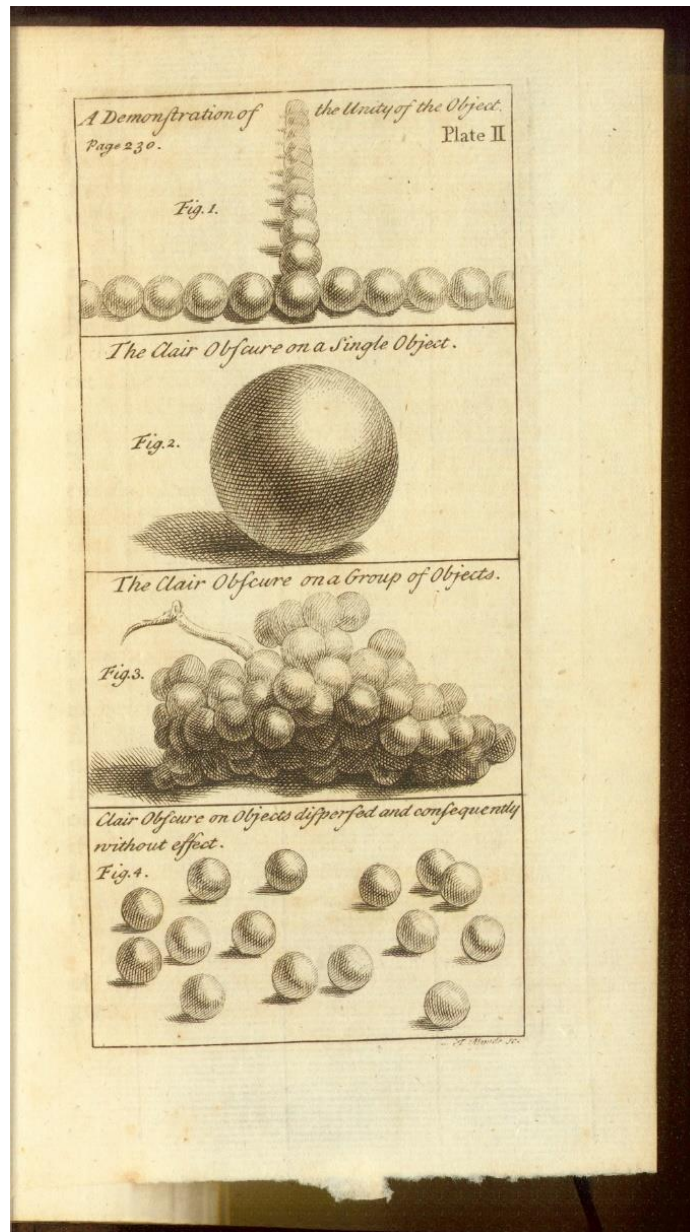 A Demonſtration of the Unity of the Object.
Page 230. Plate II
Fig. 1.
The Clair Obſcure on a Single Object.
Fig. 2.
The Clair Obſcure on a Group of Objects.
Fig. 3.
Clair Obſcure on Objects diſperſed and conſequently
without effect.
Fig. 4.